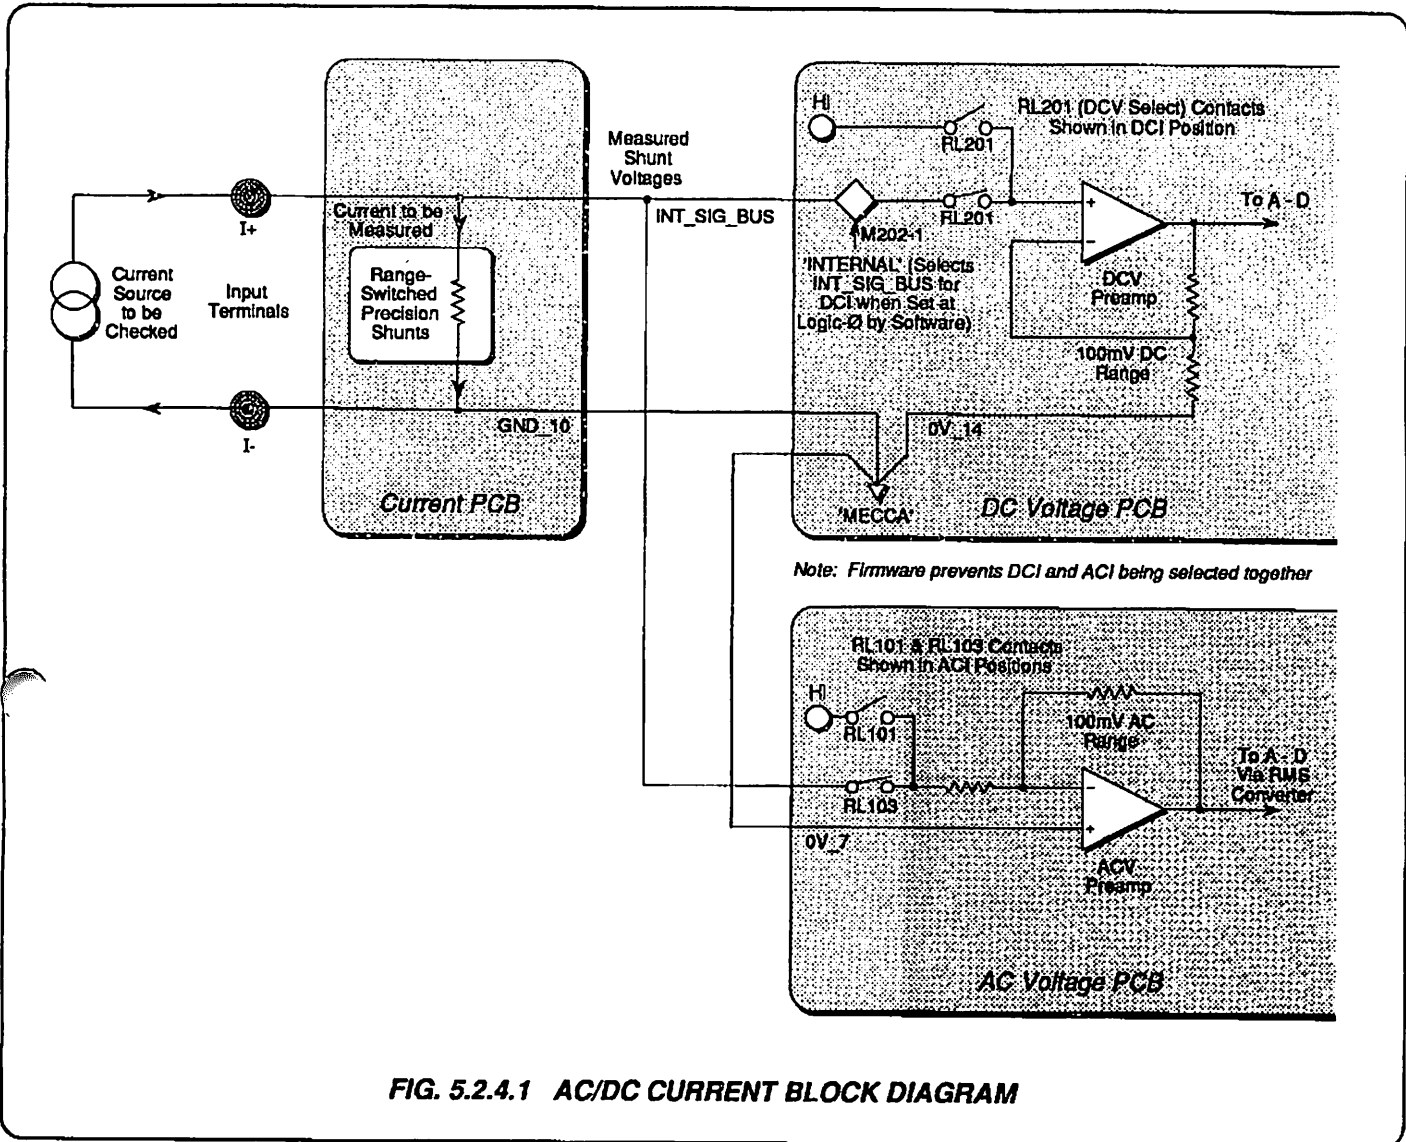 HI
RL201 (DCV Select) Contacts
Shown in DCI Position
RL201
Measured
Shunt
Voltages
INT_SIG_BUS
RL201
M202-1
'INTERNAL' (Selects
INT_SIG_BUS for
DCI when Set at
Logic-Ø by Software)
+
-
DCV
Preamp
To A - D
100mV DC
Range
I+
Current to be
Measured
Range-
Switched
Precision
Shunts
Current
Source
to be
Checked
Input
Terminals
I-
GND_10
Current PCB
0V_14
'MECCA'
DC Voltage PCB
Note: Firmware prevents DCI and ACI being selected together
RL101 & RL103 Contacts
Shown in ACI Positions
HI
RL101
RL103
100mV AC
Range
To A - D
Via RMS
Converter
-
+
0V_7
ACV
Preamp
AC Voltage PCB
FIG. 5.2.4.1 AC/DC CURRENT BLOCK DIAGRAM